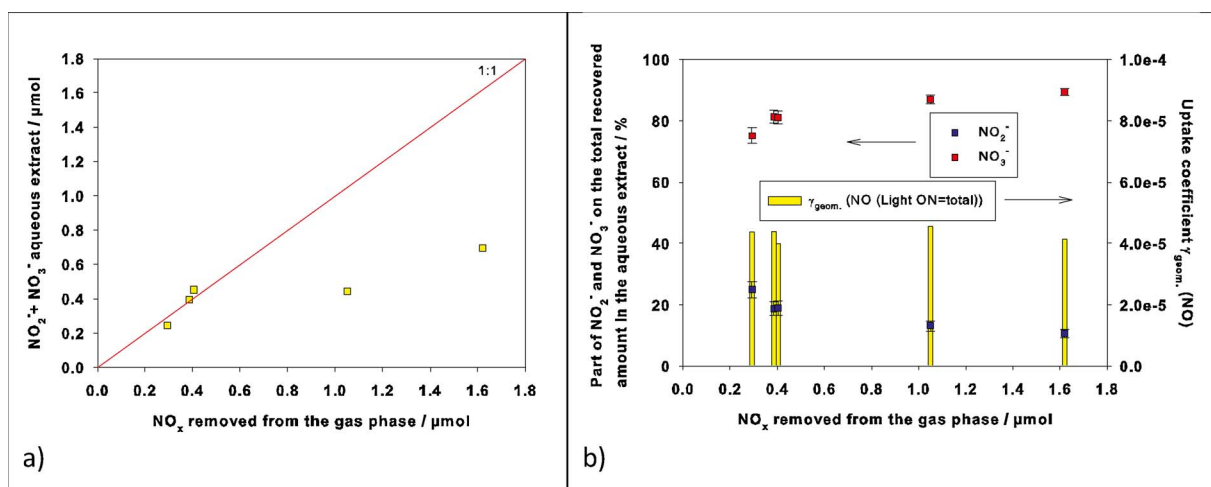 NO2- + NO3- aqueous extract / µmol
1.8
1.6
1.4
1.2
1.0
0.8
0.6
0.4
0.2
0.0
1:1
0.0 0.2 0.4 0.6 0.8 1.0 1.2 1.4 1.6 1.8
NOx removed from the gas phase / µmol
a)
Part of NO2- and NO3- on the total recovered
amount in the aqueous extract / %
100
80
60
40
20
0
NO2-
NO3-
γgeom. (NO (Light ON=total))
1.0e-4
8.0e-5
6.0e-5
4.0e-5
2.0e-5
0.0
Uptake coefficient γgeom. (NO)
0.0 0.2 0.4 0.6 0.8 1.0 1.2 1.4 1.6 1.8
NOx removed from the gas phase / µmol
b)